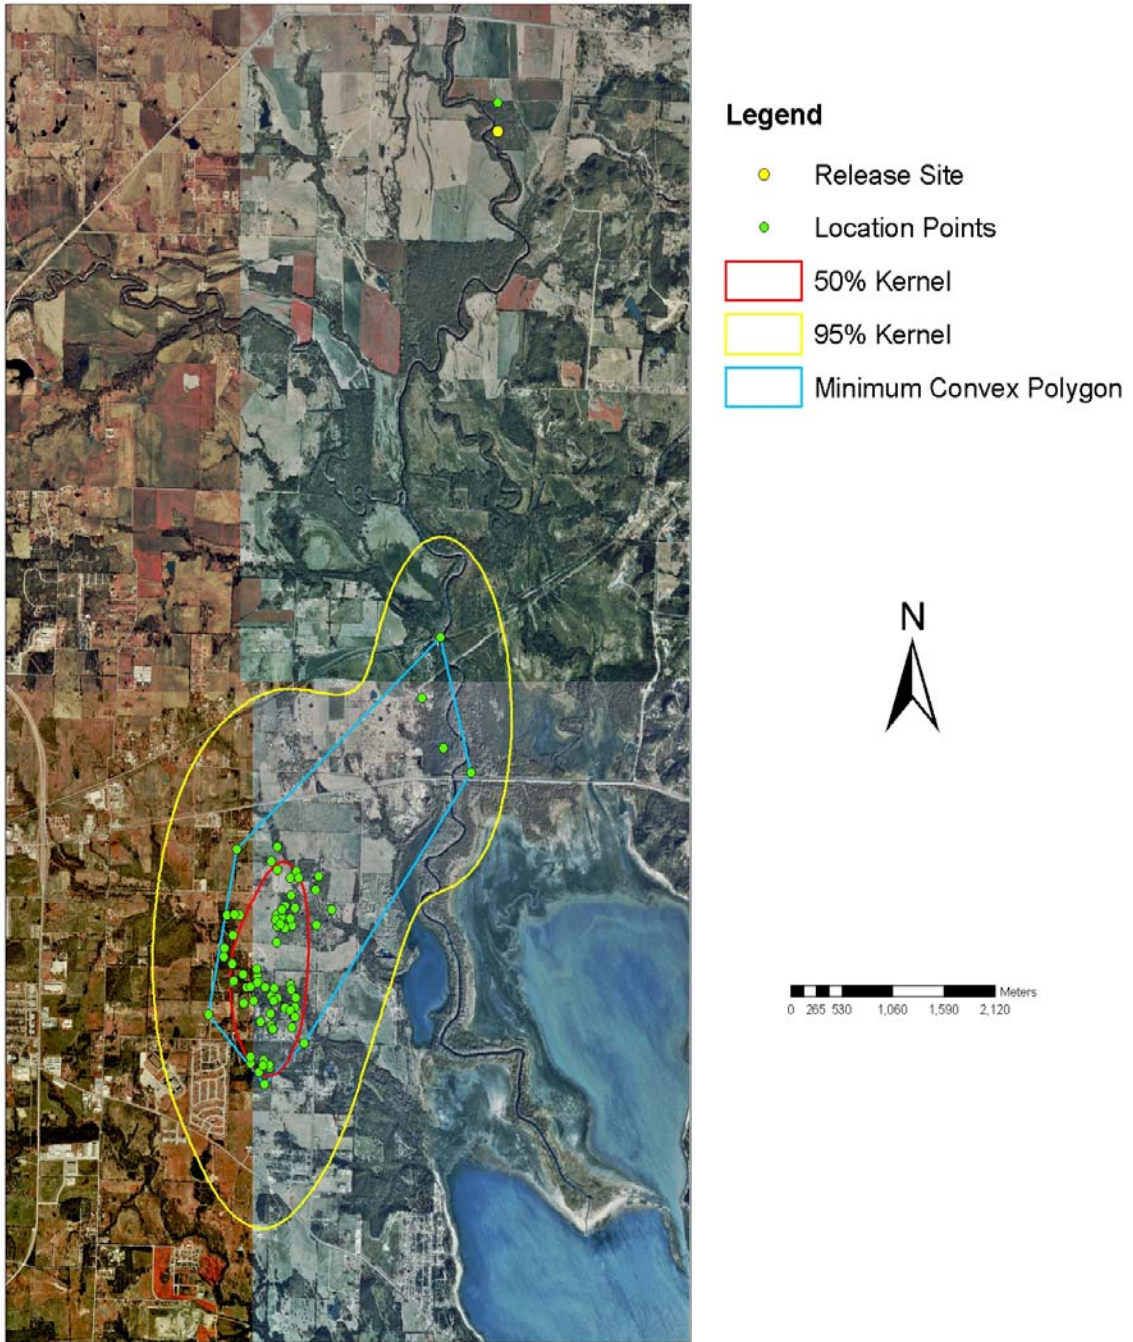 Legend
Release Site
Location Points
50% Kernel
95% Kernel
Minimum Convex Polygon
N
Meters
0 265 530 1,060 1,590 2,120